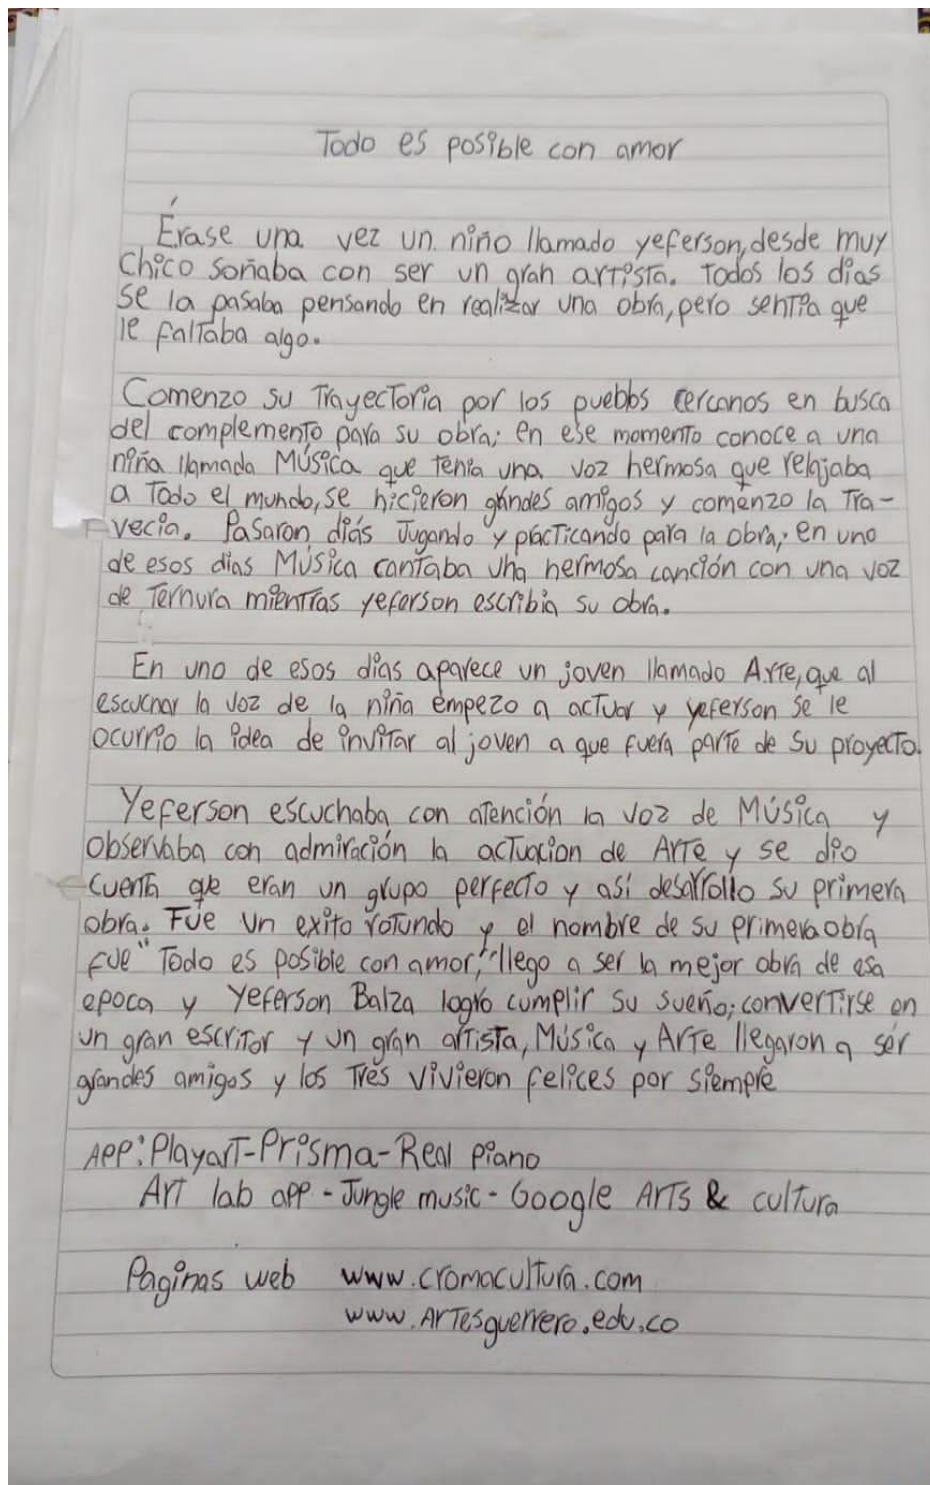 Todo es posible con amor
Érase una vez un niño llamado yeferson, desde muy
Chico soñaba con ser un gran artista. Todos los días
se la pasaba pensando en realizar una obra, pero sentía que
le faltaba algo.
Comenzo su Trayectoria por los pueblos cercanos en busca
del complemento para su obra; en ese momento conoce a una
niña llamada Música que tenía una voz hermosa que relajaba
a Todo el mundo, se hicieron grandes amigos y comenzo la Tra-
vecia. Pasaron días Jugando y practicando para la obra; en uno
de esos días Música cantaba una hermosa canción con una voz
de Ternura mientras yeferson escribía su obra.
En uno de esos días aparece un joven llamado Arte, que al
escuchar la voz de la niña empezo a actuar y yeferson se le
ocurrio la idea de invitar al joven a que fuera parte de su proyecto.
Yeferson escuchaba con atención la voz de Música y
observaba con admiración la actuacion de Arte y se dio
cuenta que eran un grupo perfecto y así desarrollo su primera
obra. Fue un exito rotundo y el nombre de su primera obra
fue "Todo es posible con amor," llego a ser la mejor obra de esa
epoca y Yeferson Balza logro cumplir su sueño; convertirse en
un gran escritor y un gran artista, Música y Arte llegaron a ser
grandes amigos y los Tres vivieron felices por siempre
APP: Playart-Prisma-Real piano
Art lab app - Jungle music - Google Arts & cultura
Paginas web www.cromacultura.com
www.Artesguerrero.edu.co